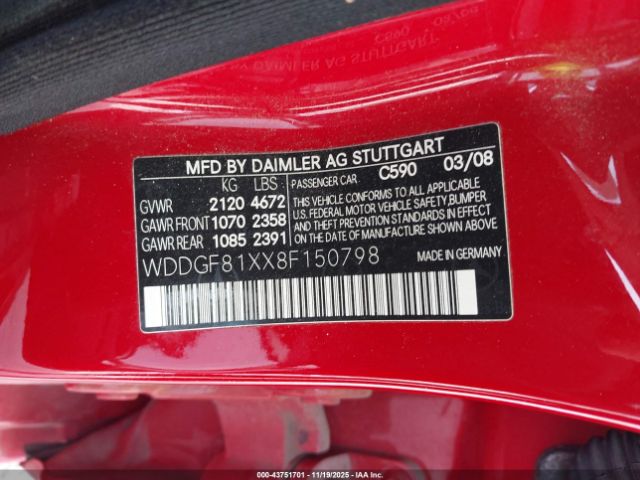 MFD BY DAIMLER AG STUTTGART
KG LBS PASSENGER CAR C590 03/08
GVWR 2120 4672
GAWR FRONT 1070 2358
GAWR REAR 1085 2391
THIS VEHICLE CONFORMS TO ALL APPLICABLE
U.S. FEDERAL MOTOR VEHICLE SAFETY,BUMPER
AND THEFT PREVENTION STANDARDS IN EFFECT
ON THE DATE OF MANUFACTURE SHOWN ABOVE
WDDGF81XX8F150798
Made in Germany
000-43751701 11/19/2025 IAA Holdings, LLC